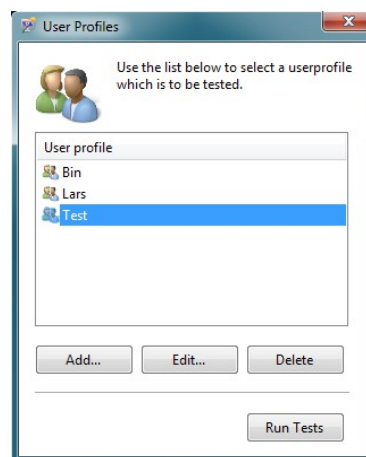 User Profiles
Use the list below to select a userprofile
which is to be tested.
User profile
Bin
Lars
Test
Add... Edit... Delete
Run Tests